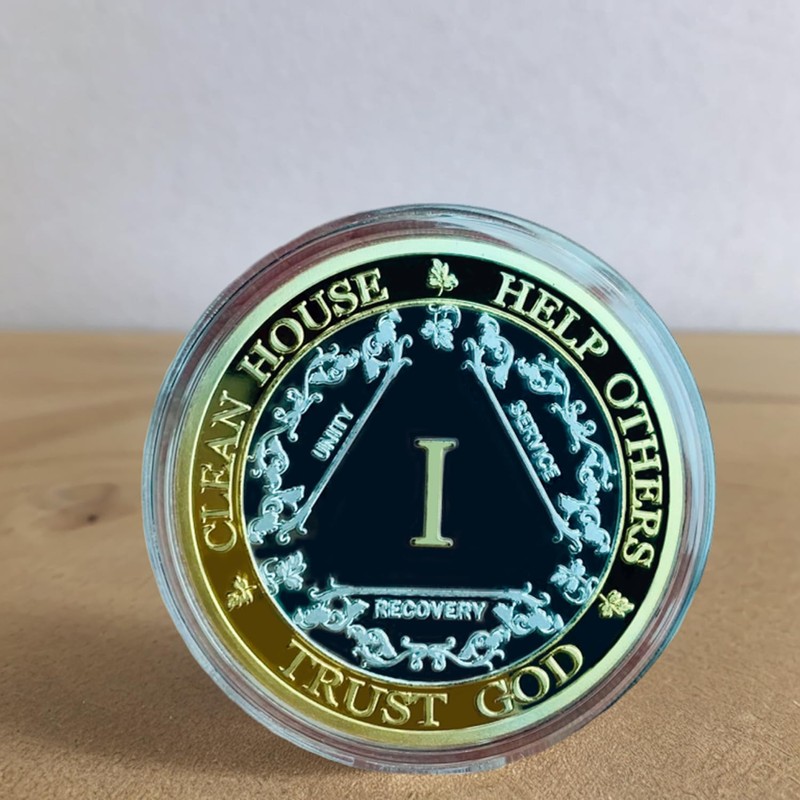 CLEAN HOUSE
HELP OTHERS
TRUST GOD
UNITY
SERVICE
RECOVERY
I